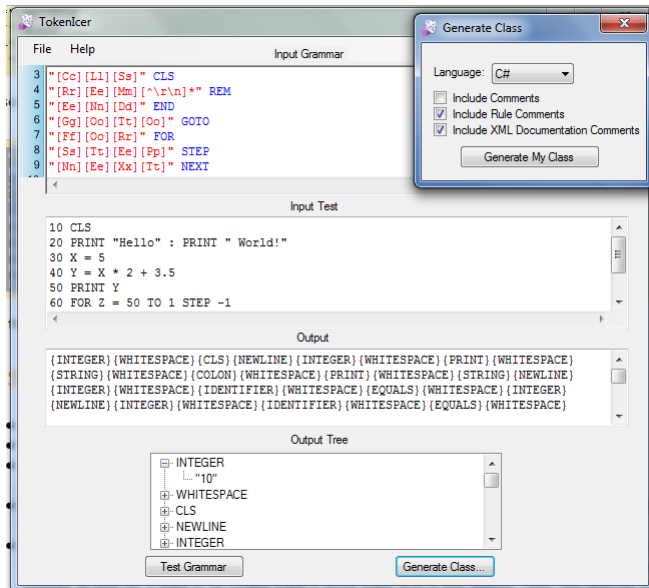 TokenIcer
File Help
Input Grammar
3 "[Cc][Ll][Ss]" CLS
4 "[Rr][Ee][Mm][^\r\n]*" REM
5 "[Ee][Nn][Dd]" END
6 "[Gg][Oo][Tt][Oo]" GOTO
7 "[Ff][Oo][Rr]" FOR
8 "[Ss][Tt][Ee][Pp]" STEP
9 "[Nn][Ee][Xx][Tt]" NEXT
Generate Class
Language: C#
Include Comments
Include Rule Comments
Include XML Documentation Comments
Generate My Class
Input Test
10 CLS
20 PRINT "Hello" : PRINT " World!"
30 X = 5
40 Y = X * 2 + 3.5
50 PRINT Y
60 FOR Z = 50 TO 1 STEP -1
Output
{INTEGER}{WHITESPACE}{CLS}{NEWLINE}{INTEGER}{WHITESPACE}{PRINT}{WHITESPACE}
{STRING}{WHITESPACE}{COLON}{WHITESPACE}{PRINT}{WHITESPACE}{STRING}{NEWLINE}
{INTEGER}{WHITESPACE}{IDENTIFIER}{WHITESPACE}{EQUALS}{WHITESPACE}{INTEGER}
{NEWLINE}{INTEGER}{WHITESPACE}{IDENTIFIER}{WHITESPACE}{EQUALS}{WHITESPACE}
Output Tree
INTEGER
"10"
WHITESPACE
CLS
NEWLINE
INTEGER
Test Grammar
Generate Class...